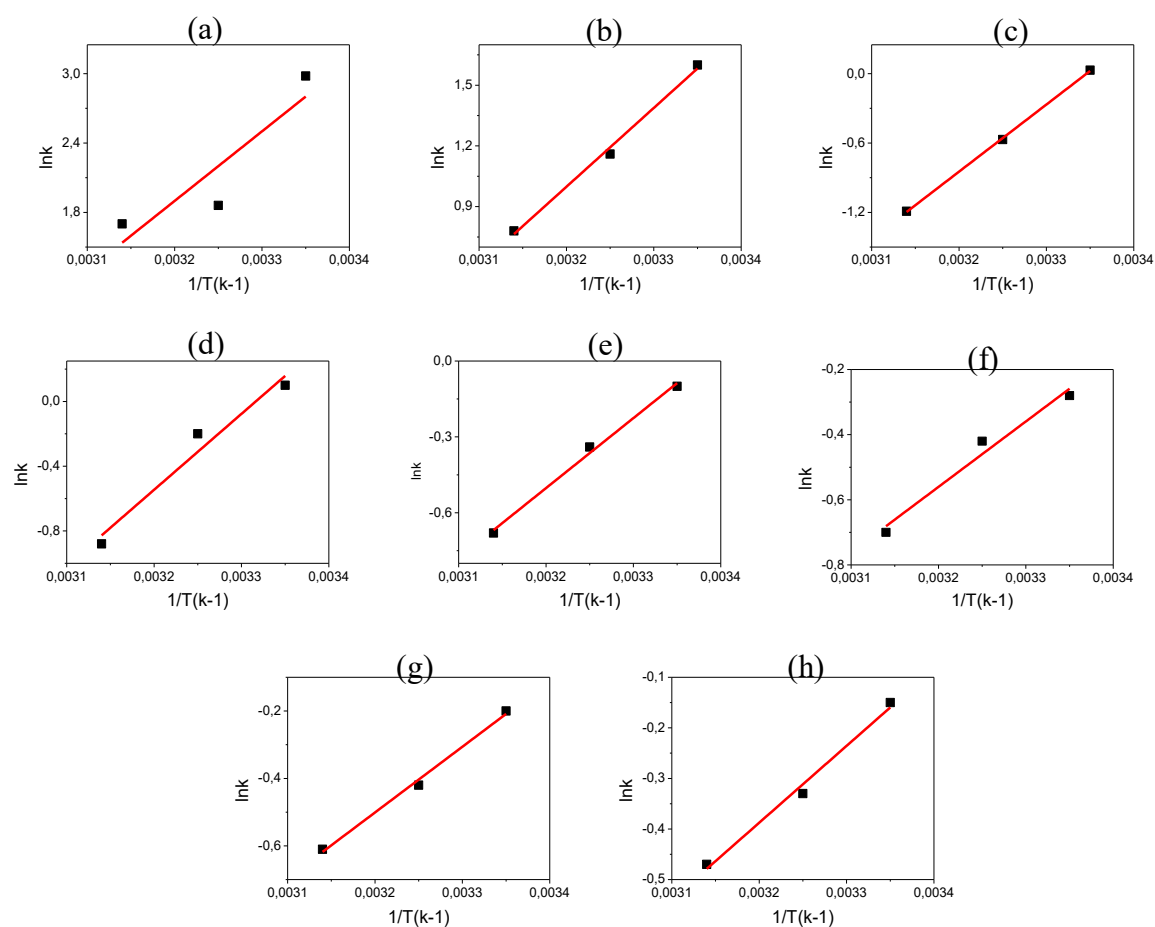 (a)
3,0
2,4
1,8
lnk
0,0031 0,0032 0,0033 0,0034
1/T(k-1)
(b)
1,5
1,2
0,9
lnk
0,0031 0,0032 0,0033 0,0034
1/T(k-1)
(c)
0,0
-0,6
-1,2
lnk
0,0031 0,0032 0,0033 0,0034
1/T(k-1)
(d)
0,0
-0,4
-0,8
lnk
0,0031 0,0032 0,0033 0,0034
1/T(k-1)
(e)
0,0
-0,3
-0,6
lnk
0,0031 0,0032 0,0033 0,0034
1/T(k-1)
(f)
-0,2
-0,4
-0,6
-0,8
lnk
0,0031 0,0032 0,0033 0,0034
1/T(k-1)
(g)
-0,2
-0,4
-0,6
lnk
0,0031 0,0032 0,0033 0,0034
1/T(k-1)
(h)
-0,1
-0,2
-0,3
-0,4
-0,5
lnk
0,0031 0,0032 0,0033 0,0034
1/T(k-1)